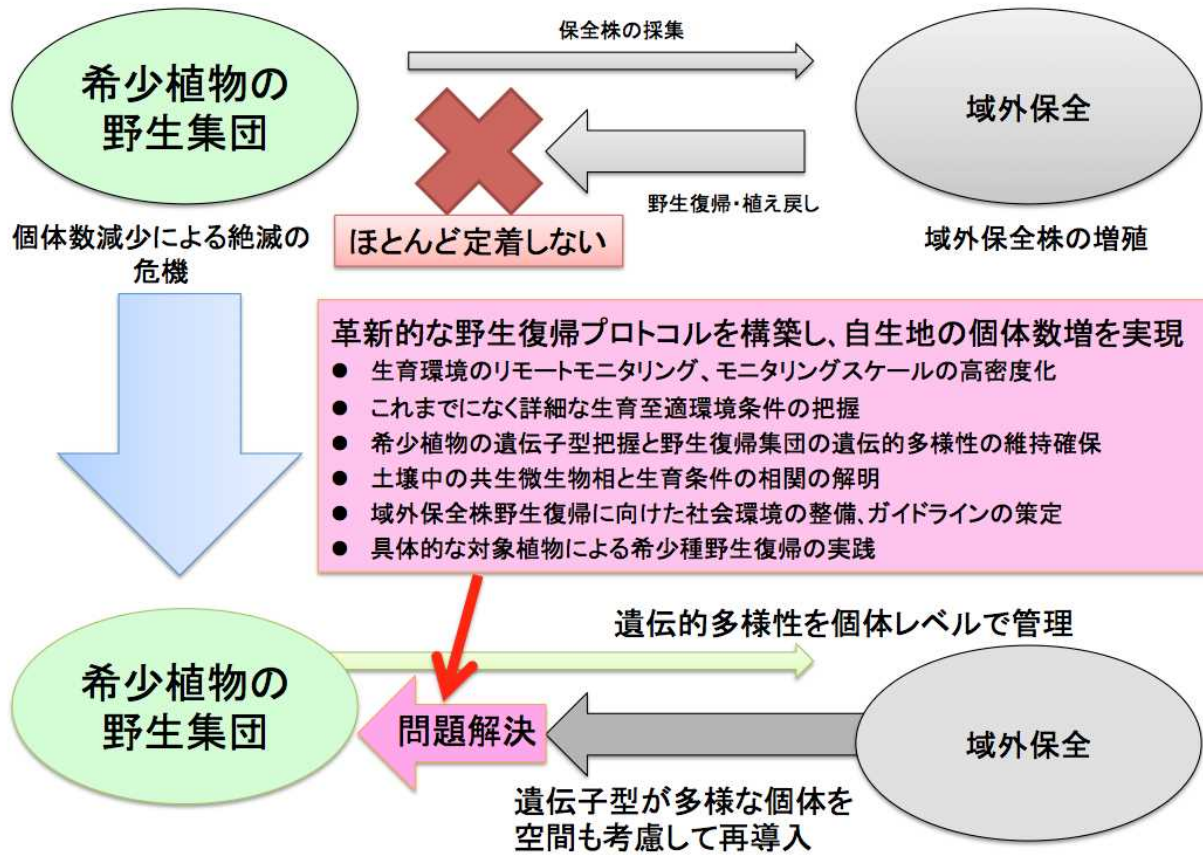 希少植物の
野生集団
保全株の採集
域外保全
野生復帰・植え戻し
ほとんど定着しない
個体数減少による絶滅の
危機
域外保全株の増殖
革新的な野生復帰プロトコルを構築し、自生地の個体数増を実現
● 生育環境のリモートモニタリング、モニタリングスケールの高密度化
● これまでになく詳細な生育至適環境条件の把握
● 希少植物の遺伝子型把握と野生復帰集団の遺伝的多様性の維持確保
● 土壌中の共生微生物相と生育条件の相関の解明
● 域外保全株野生復帰に向けた社会環境の整備、ガイドラインの策定
● 具体的な対象植物による希少種野生復帰の実践
遺伝的多様性を個体レベルで管理
希少植物の
野生集団
問題解決
域外保全
遺伝子型が多様な個体を
空間も考慮して再導入